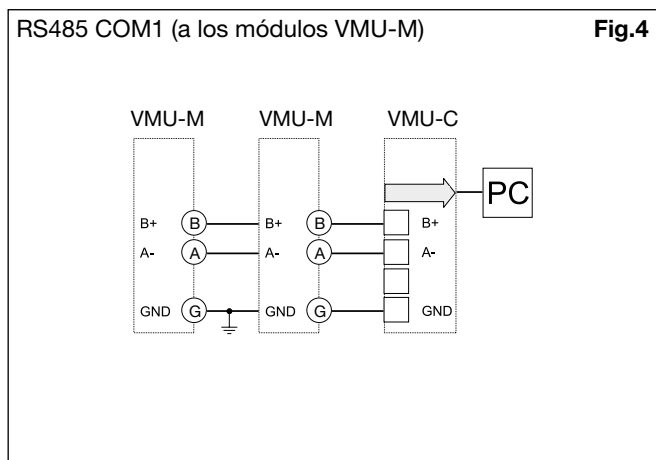 RS485 COM1 (a los módulos VMU-M) Fig.4
VMU-M VMU-M VMU-C
PC
B+ B B+ B B+
A- A A- A A-
GND G GND G GND